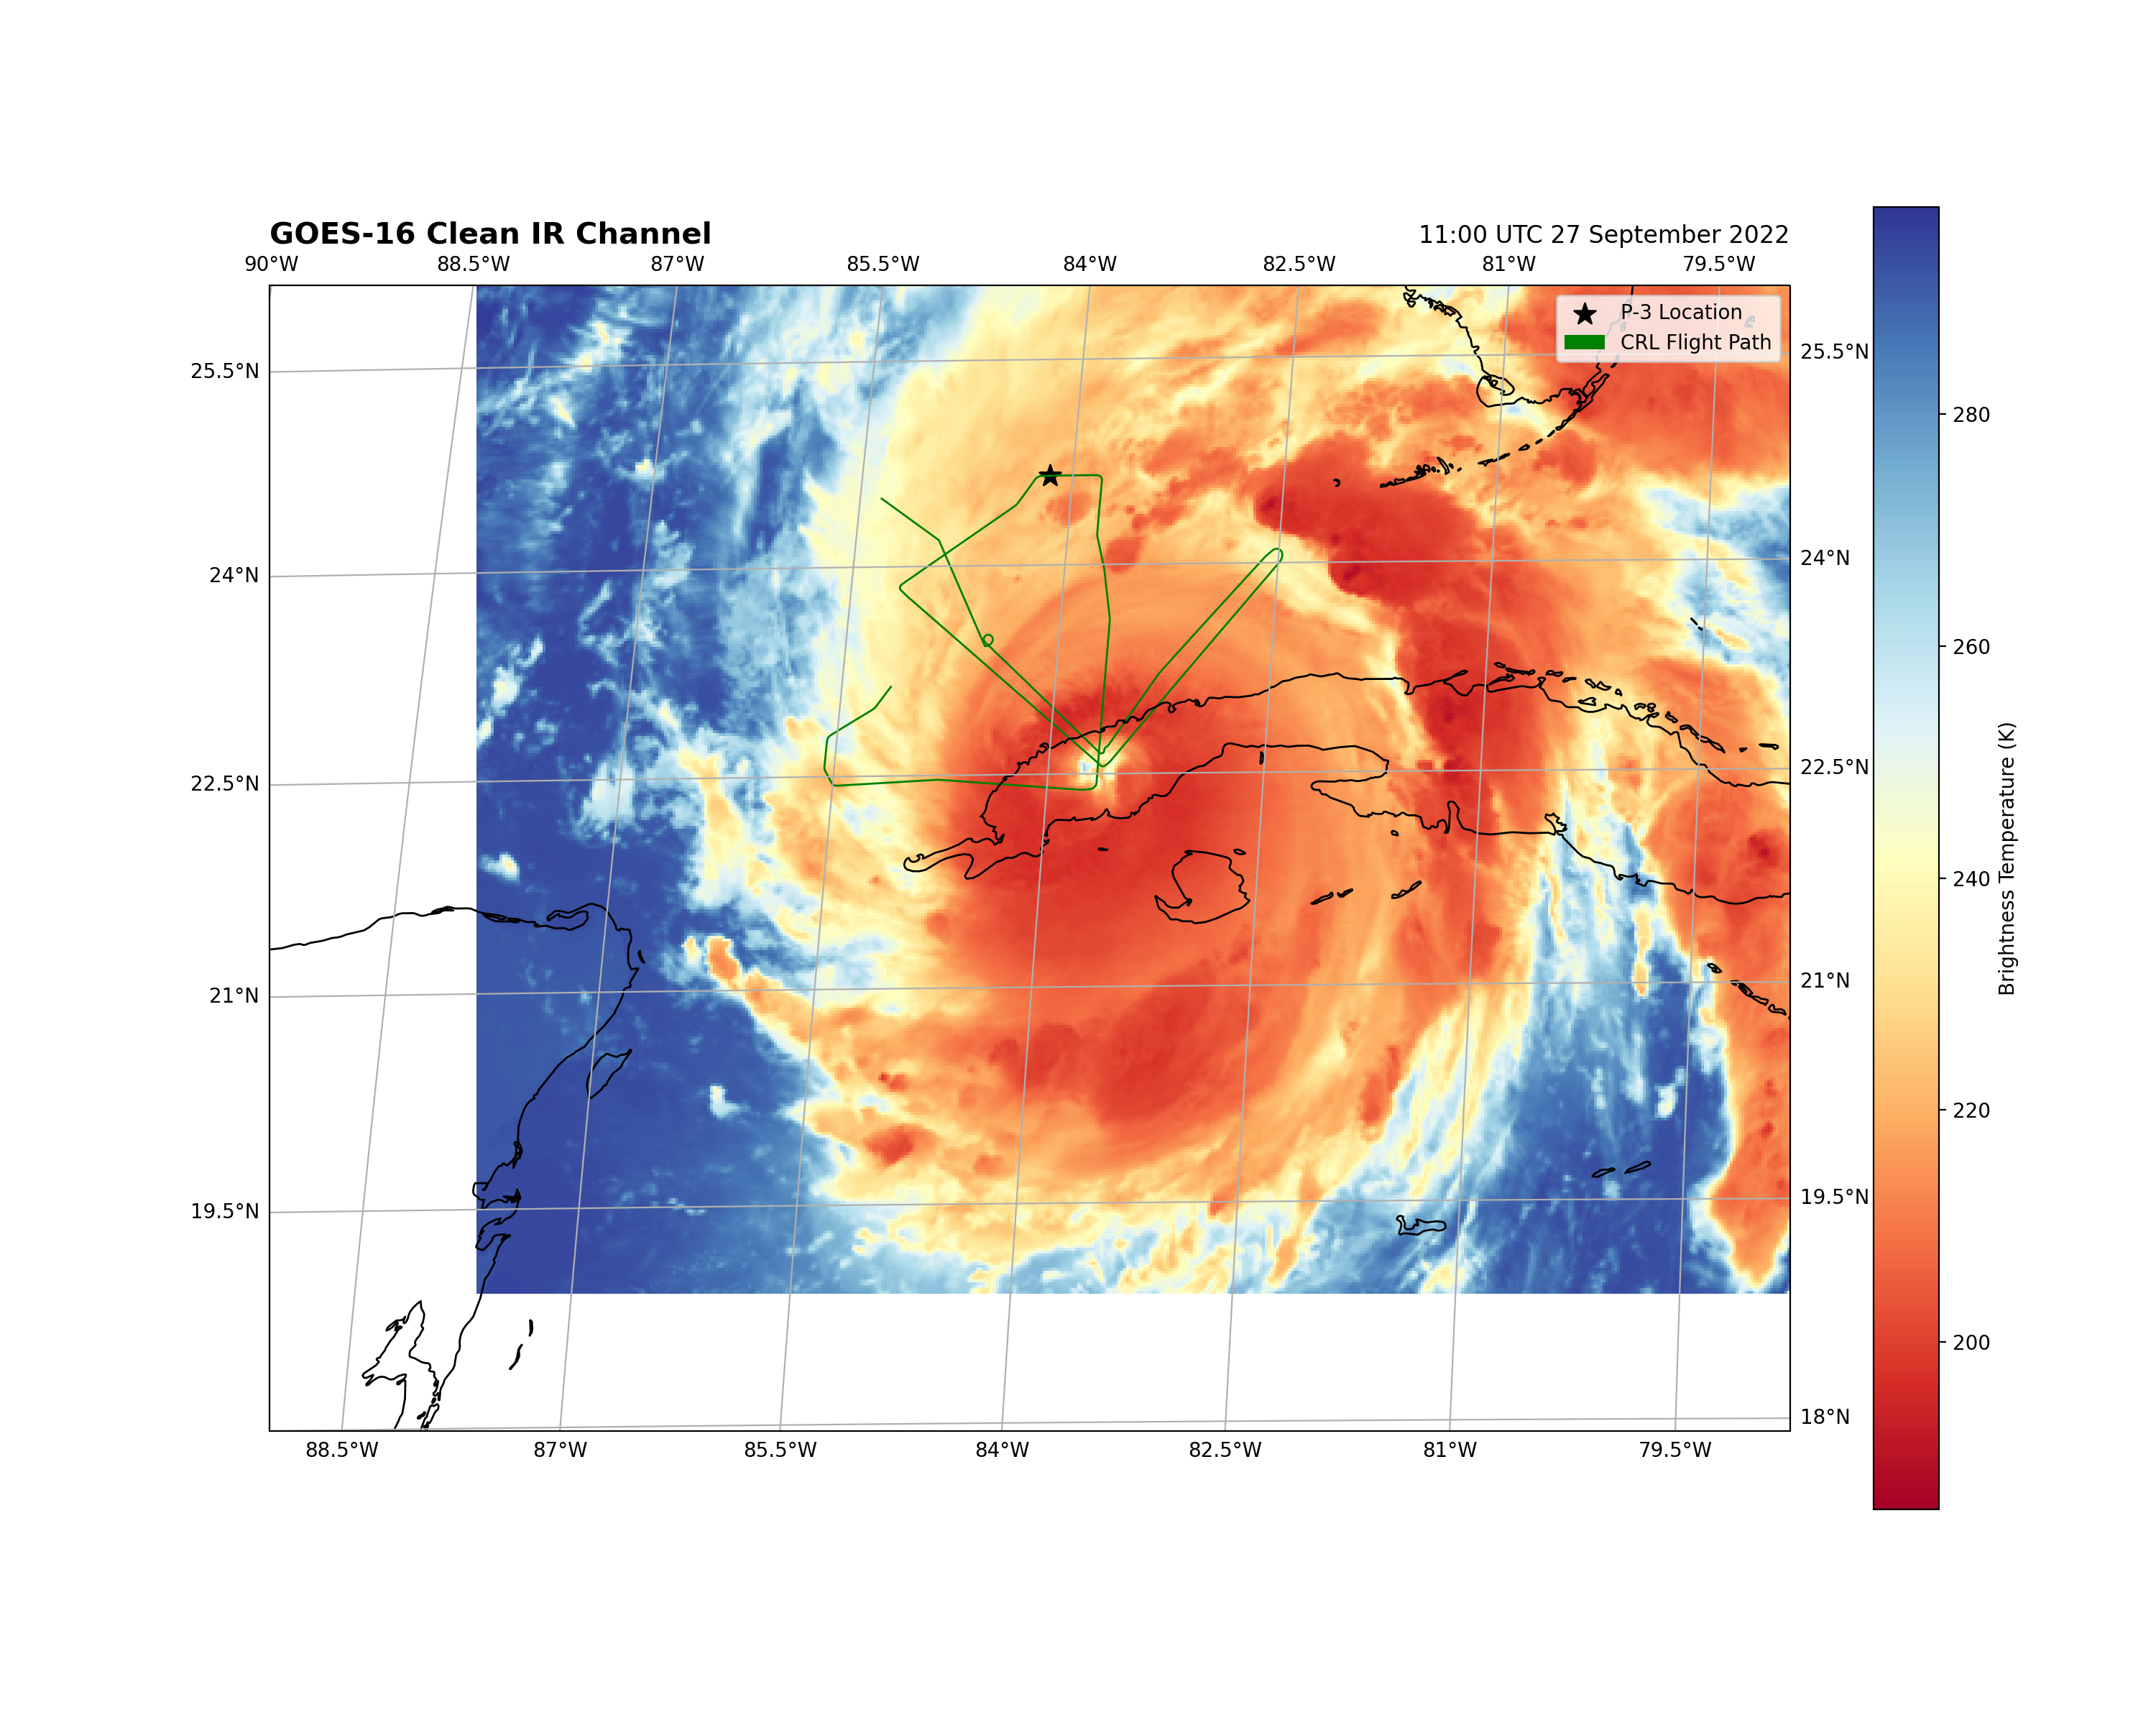 GOES-16 Clean IR Channel
11:00 UTC 27 September 2022
90°W 88.5°W 87°W 85.5°W 84°W 82.5°W 81°W 79.5°W
P-3 Location
CRL Flight Path
25.5°N
25.5°N
24°N
24°N
22.5°N
22.5°N
21°N
21°N
19.5°N
19.5°N
18°N
88.5°W 87°W 85.5°W 84°W 82.5°W 81°W 79.5°W
280
260
240
220
200
Brightness Temperature (K)